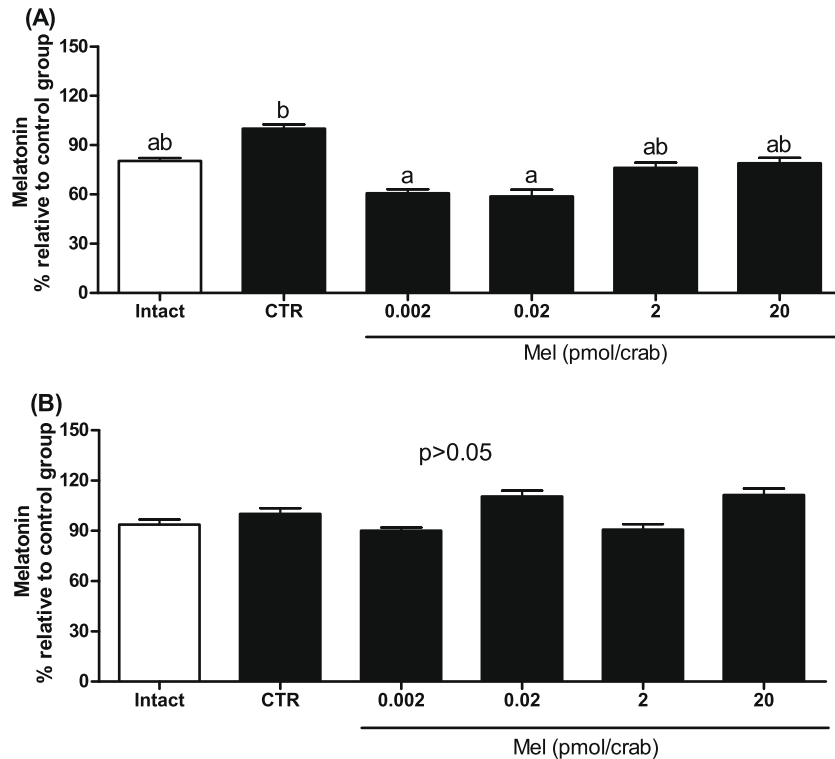 (A)
Melatonin
% relative to control group
150
120
90
60
30
0
ab
b
a
a
ab
ab
Intact CTR 0.002 0.02 2 20
Mel (pmol/crab)
(B)
Melatonin
% relative to control group
150
120
90
60
30
0
p>0.05
Intact CTR 0.002 0.02 2 20
Mel (pmol/crab)